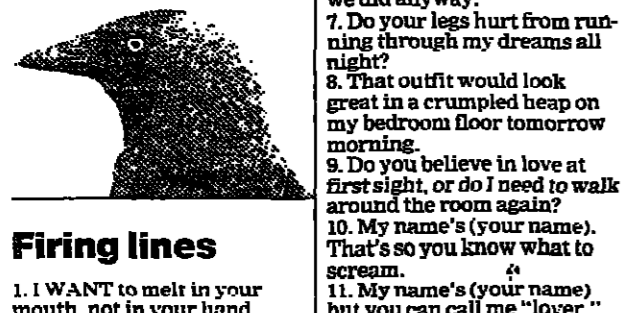 Firing lines
1. I WANT to melt in your
mouth, not in your hand
we did anyway.
7. Do your legs hurt from run-
ning through my dreams all
night?
8. That outfit would look
great in a crumpled heap on
my bedroom floor tomorrow
morning.
9. Do you believe in love at
first sight, or do I need to walk
around the room again?
10. My name's (your name).
That's so you know what to
scream.
11. My name's (your name)
but you can call me "lover."